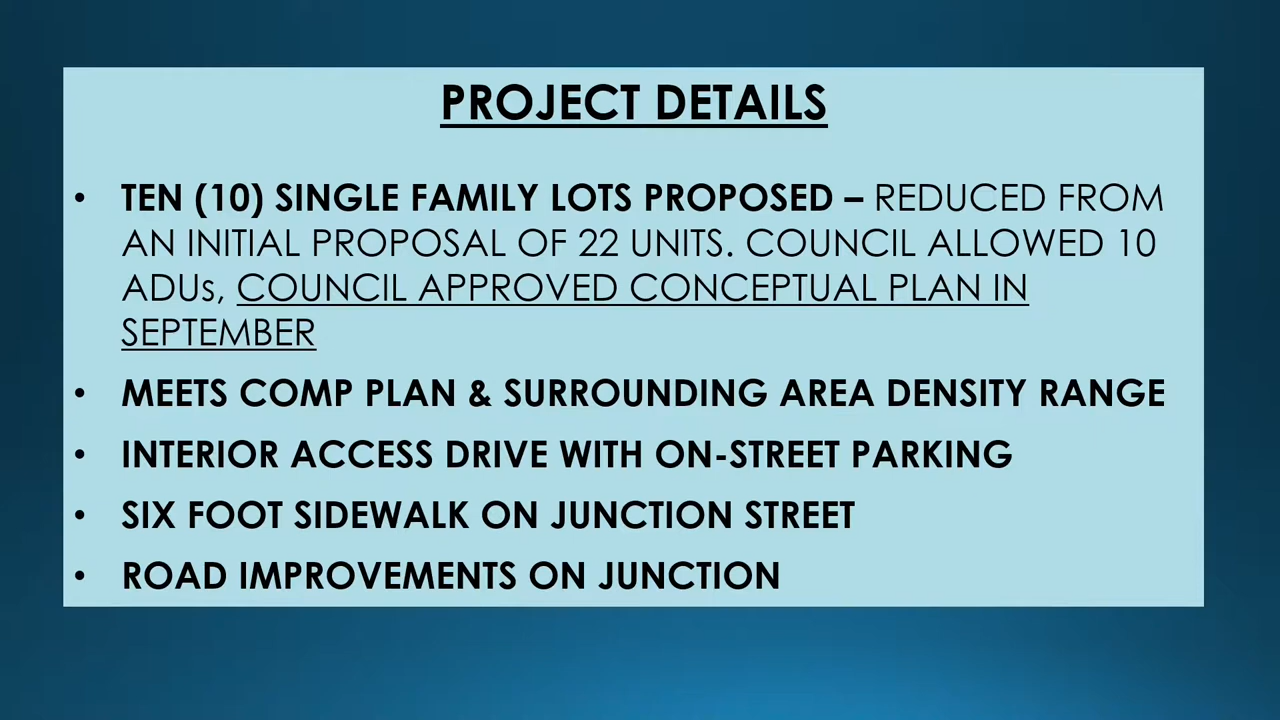 PROJECT DETAILS
• TEN (10) SINGLE FAMILY LOTS PROPOSED – REDUCED FROM
AN INITIAL PROPOSAL OF 22 UNITS. COUNCIL ALLOWED 10
ADUs, COUNCIL APPROVED CONCEPTUAL PLAN IN
SEPTEMBER
• MEETS COMP PLAN & SURROUNDING AREA DENSITY RANGE
• INTERIOR ACCESS DRIVE WITH ON-STREET PARKING
• SIX FOOT SIDEWALK ON JUNCTION STREET
• ROAD IMPROVEMENTS ON JUNCTION